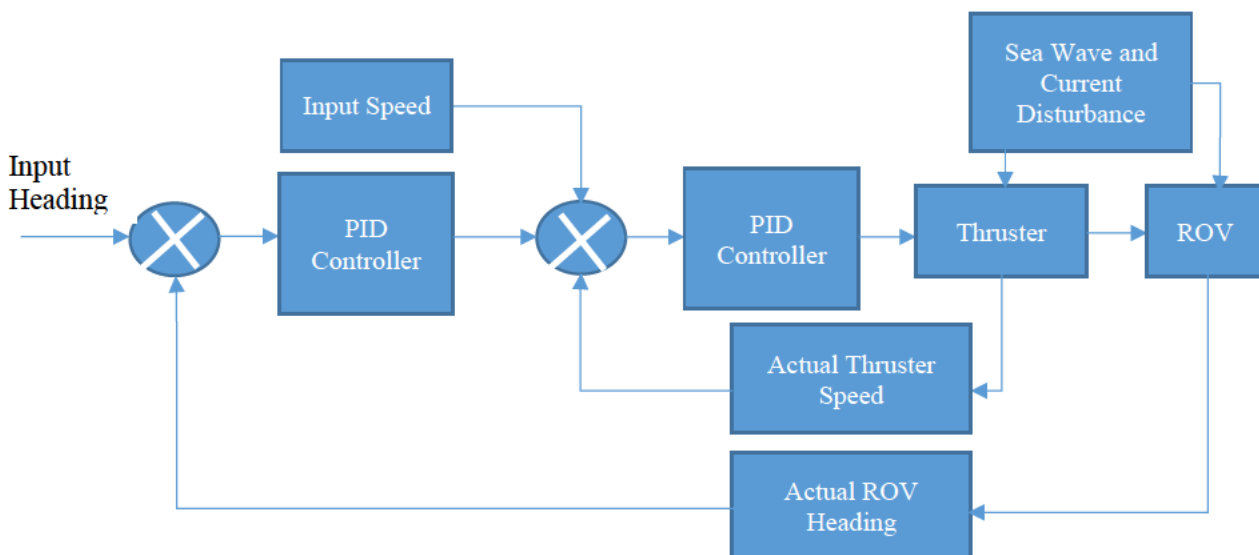 Sea Wave and
Current
Disturbance
Input Speed
Input
Heading
PID
Controller
PID
Controller
Thruster
ROV
Actual Thruster
Speed
Actual ROV
Heading